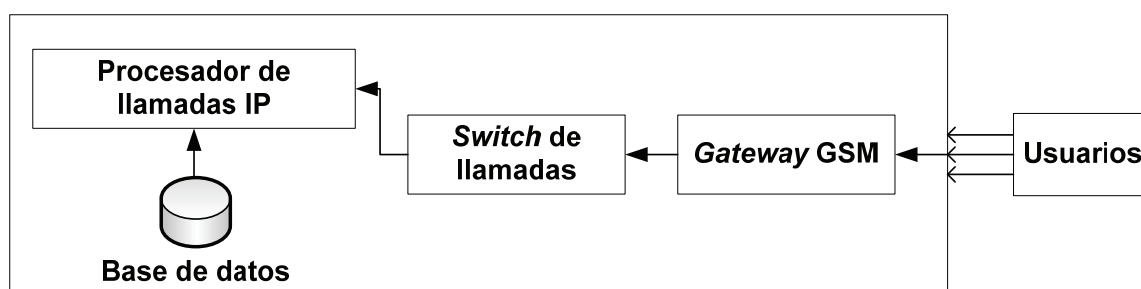 Procesador de
llamadas IP
Switch de
llamadas
Gateway GSM
Usuarios
Base de datos